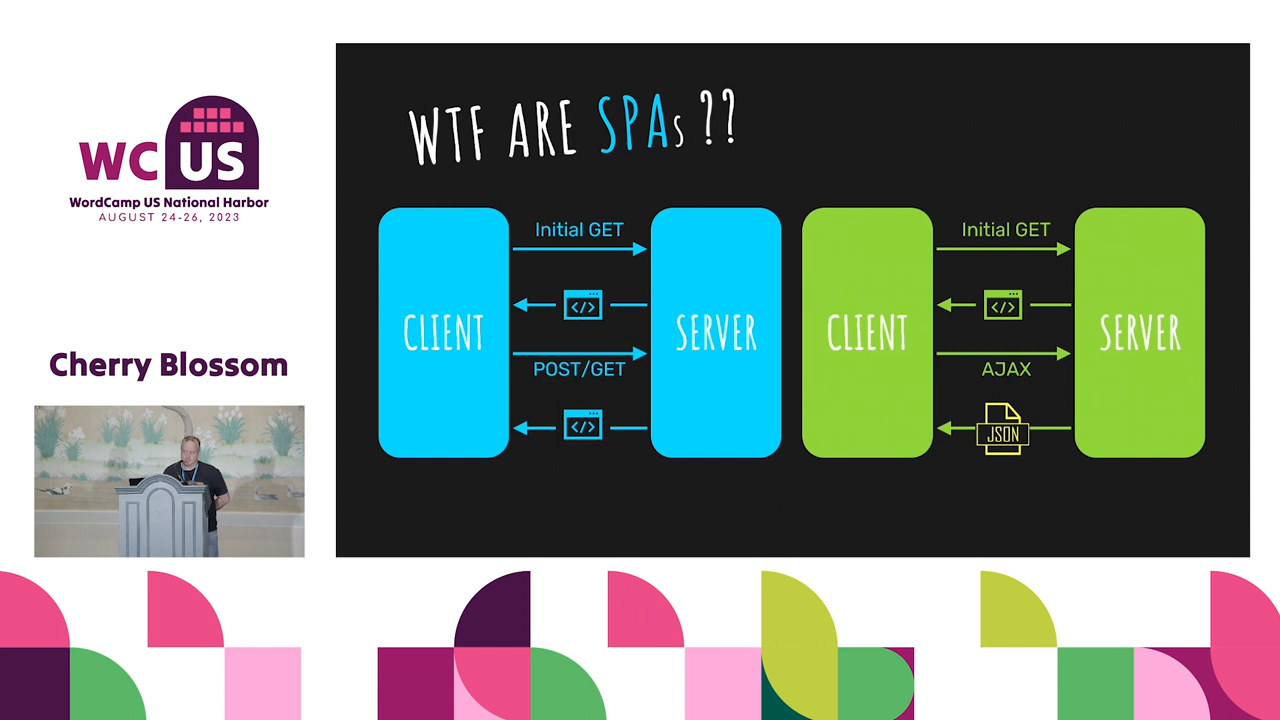 WC US
WordCamp US National Harbor
AUGUST 24-26, 2023
Cherry Blossom
WTF ARE SPAs ??
CLIENT
Initial GET
</>
POST/GET
</>
SERVER
CLIENT
Initial GET
</>
AJAX
JSON
SERVER